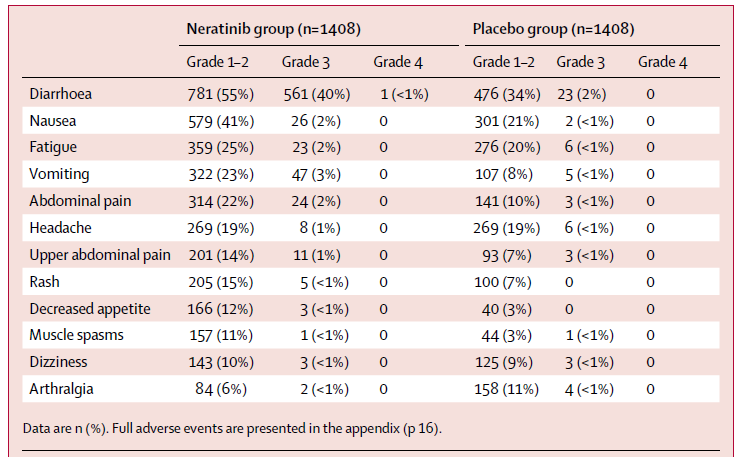 Neratinib group (n=1408) Placebo group (n=1408)
Grade 1–2 Grade 3 Grade 4 Grade 1–2 Grade 3 Grade 4
Diarrhoea 781 (55%) 561 (40%) 1 (<1%) 476 (34%) 23 (2%) 0
Nausea 579 (41%) 26 (2%) 0 301 (21%) 2 (<1%) 0
Fatigue 359 (25%) 23 (2%) 0 276 (20%) 6 (<1%) 0
Vomiting 322 (23%) 47 (3%) 0 107 (8%) 5 (<1%) 0
Abdominal pain 314 (22%) 24 (2%) 0 141 (10%) 3 (<1%) 0
Headache 269 (19%) 8 (1%) 0 269 (19%) 6 (<1%) 0
Upper abdominal pain 201 (14%) 11 (1%) 0 93 (7%) 3 (<1%) 0
Rash 205 (15%) 5 (<1%) 0 100 (7%) 0 0
Decreased appetite 166 (12%) 3 (<1%) 0 40 (3%) 0 0
Muscle spasms 157 (11%) 1 (<1%) 0 44 (3%) 1 (<1%) 0
Dizziness 143 (10%) 3 (<1%) 0 125 (9%) 3 (<1%) 0
Arthralgia 84 (6%) 2 (<1%) 0 158 (11%) 4 (<1%) 0
Data are n (%). Full adverse events are presented in the appendix (p 16).